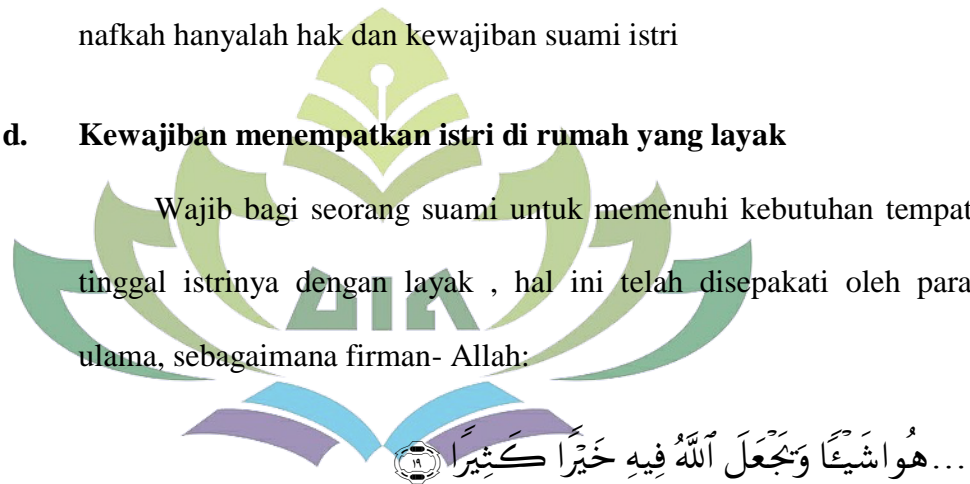 nafkah hanyalah hak dan kewajiban suami istri
d. Kewajiban menempatkan istri di rumah yang layak
Wajib bagi seorang suami untuk memenuhi kebutuhan tempat
tinggal istrinya dengan layak , hal ini telah disepakati oleh para
ulama, sebagaimana firman- Allah:
...هُواشَيْـًٔا وَيَجْعَلَ ٱللَّهُ فِيهِ خَيْرًا كَثِيرًا ۝١٩